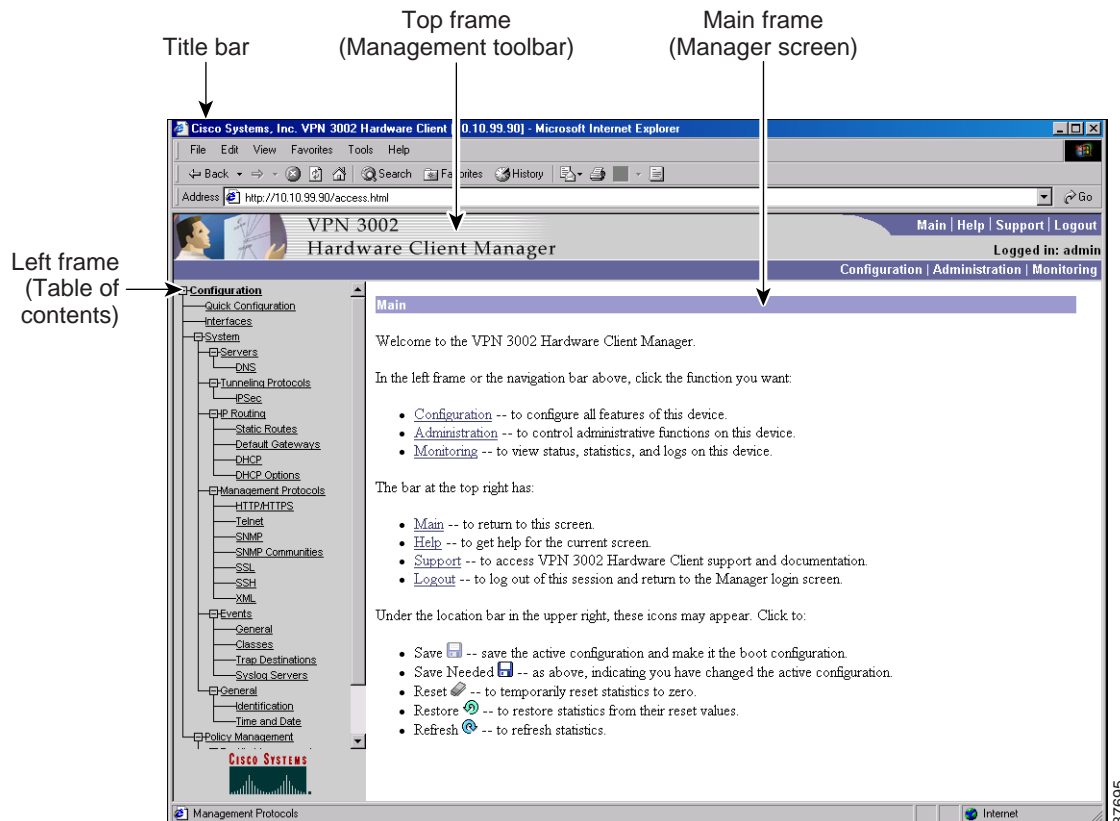 Top frame
(Management toolbar)
Main frame
(Manager screen)
Title bar
Cisco Systems, Inc. VPN 3002 Hardware Client 0.10.99.90] - Microsoft Internet Explorer
File Edit View Favorites Tools Help
Back Search Fa orites History
Address http://10.10.99.90/access.html Go
VPN 3002
Hardware Client Manager
Main | Help | Support | Logout
Logged in: admin
Configuration | Administration | Monitoring
Left frame
(Table of
contents)
Configuration
Quick Configuration
Interfaces
System
Servers
DNS
Tunneling Protocols
IPSec
IP Routing
Static Routes
Default Gateways
DHCP
DHCP Options
Management Protocols
HTTP/HTTPS
Telnet
SNMP
SNMP Communities
SSL
SSH
XML
Events
General
Classes
Trap Destinations
Syslog Servers
General
Identification
Time and Date
Policy Management
CISCO SYSTEMS
Main
Welcome to the VPN 3002 Hardware Client Manager.
In the left frame or the navigation bar above, click the function you want:
• Configuration -- to configure all features of this device.
• Administration -- to control administrative functions on this device.
• Monitoring -- to view status, statistics, and logs on this device.
The bar at the top right has:
• Main -- to return to this screen.
• Help -- to get help for the current screen.
• Support -- to access VPN 3002 Hardware Client support and documentation.
• Logout -- to log out of this session and return to the Manager login screen.
Under the location bar in the upper right, these icons may appear. Click to:
• Save -- save the active configuration and make it the boot configuration.
• Save Needed -- as above, indicating you have changed the active configuration.
• Reset -- to temporarily reset statistics to zero.
• Restore -- to restore statistics from their reset values.
• Refresh -- to refresh statistics.
Management Protocols
Internet